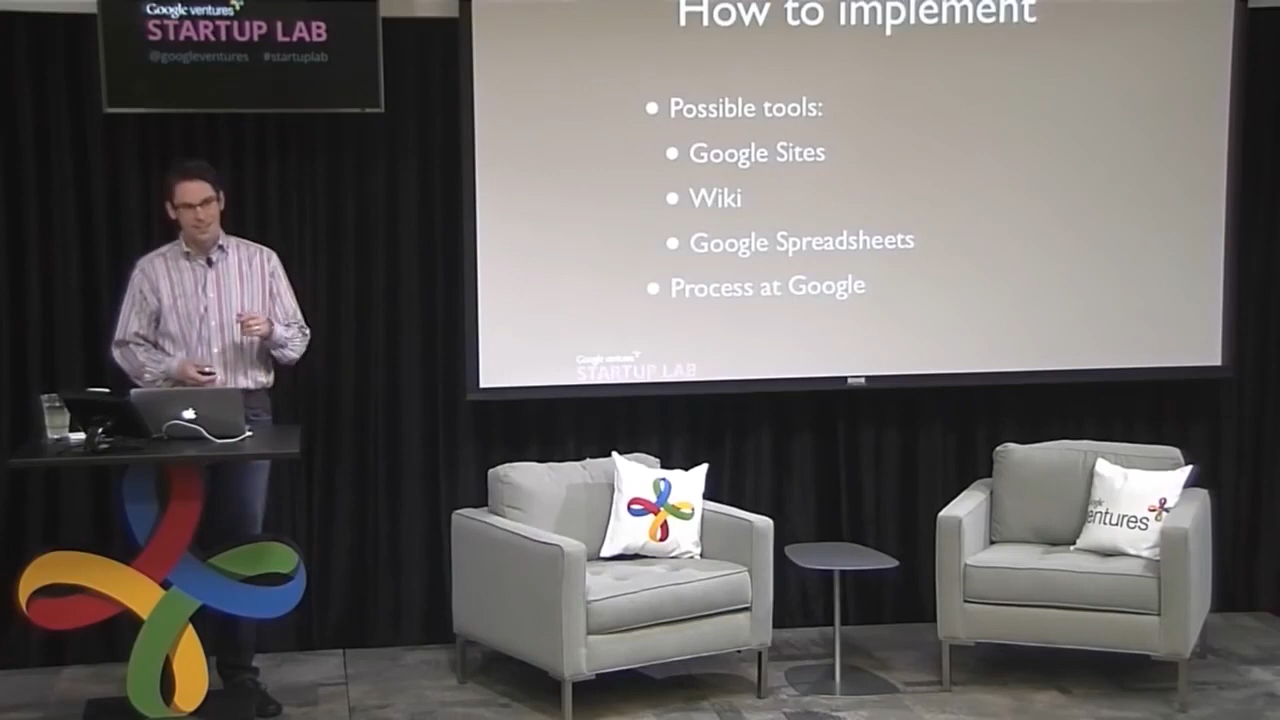 Google ventures
STARTUP LAB
@googleventures #startuplab
How to implement
Possible tools:
Google Sites
Wiki
Google Spreadsheets
Process at Google
Google ventures
STARTUP LAB
ventures